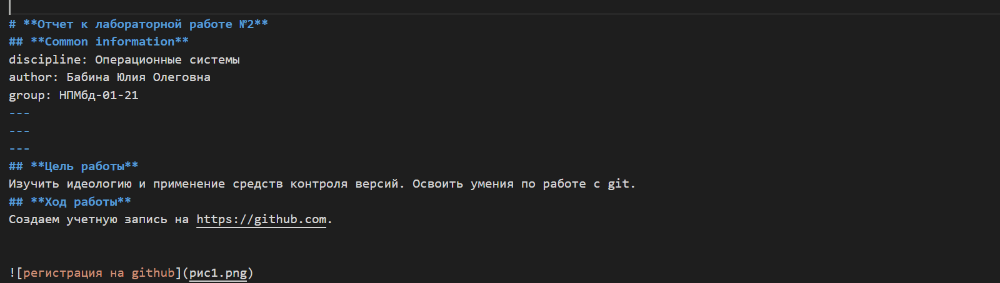 # **Отчет к лабораторной работе №2**
## **Common information**
discipline: Операционные системы
author: Бабина Юлия Олеговна
group: НПМбд-01-21
---
---
---
## **Цель работы**
Изучить идеологию и применение средств контроля версий. Освоить умения по работе с git.
## **Ход работы**
Создаем учетную запись на https://github.com.
![регистрация на github](рис1.png)